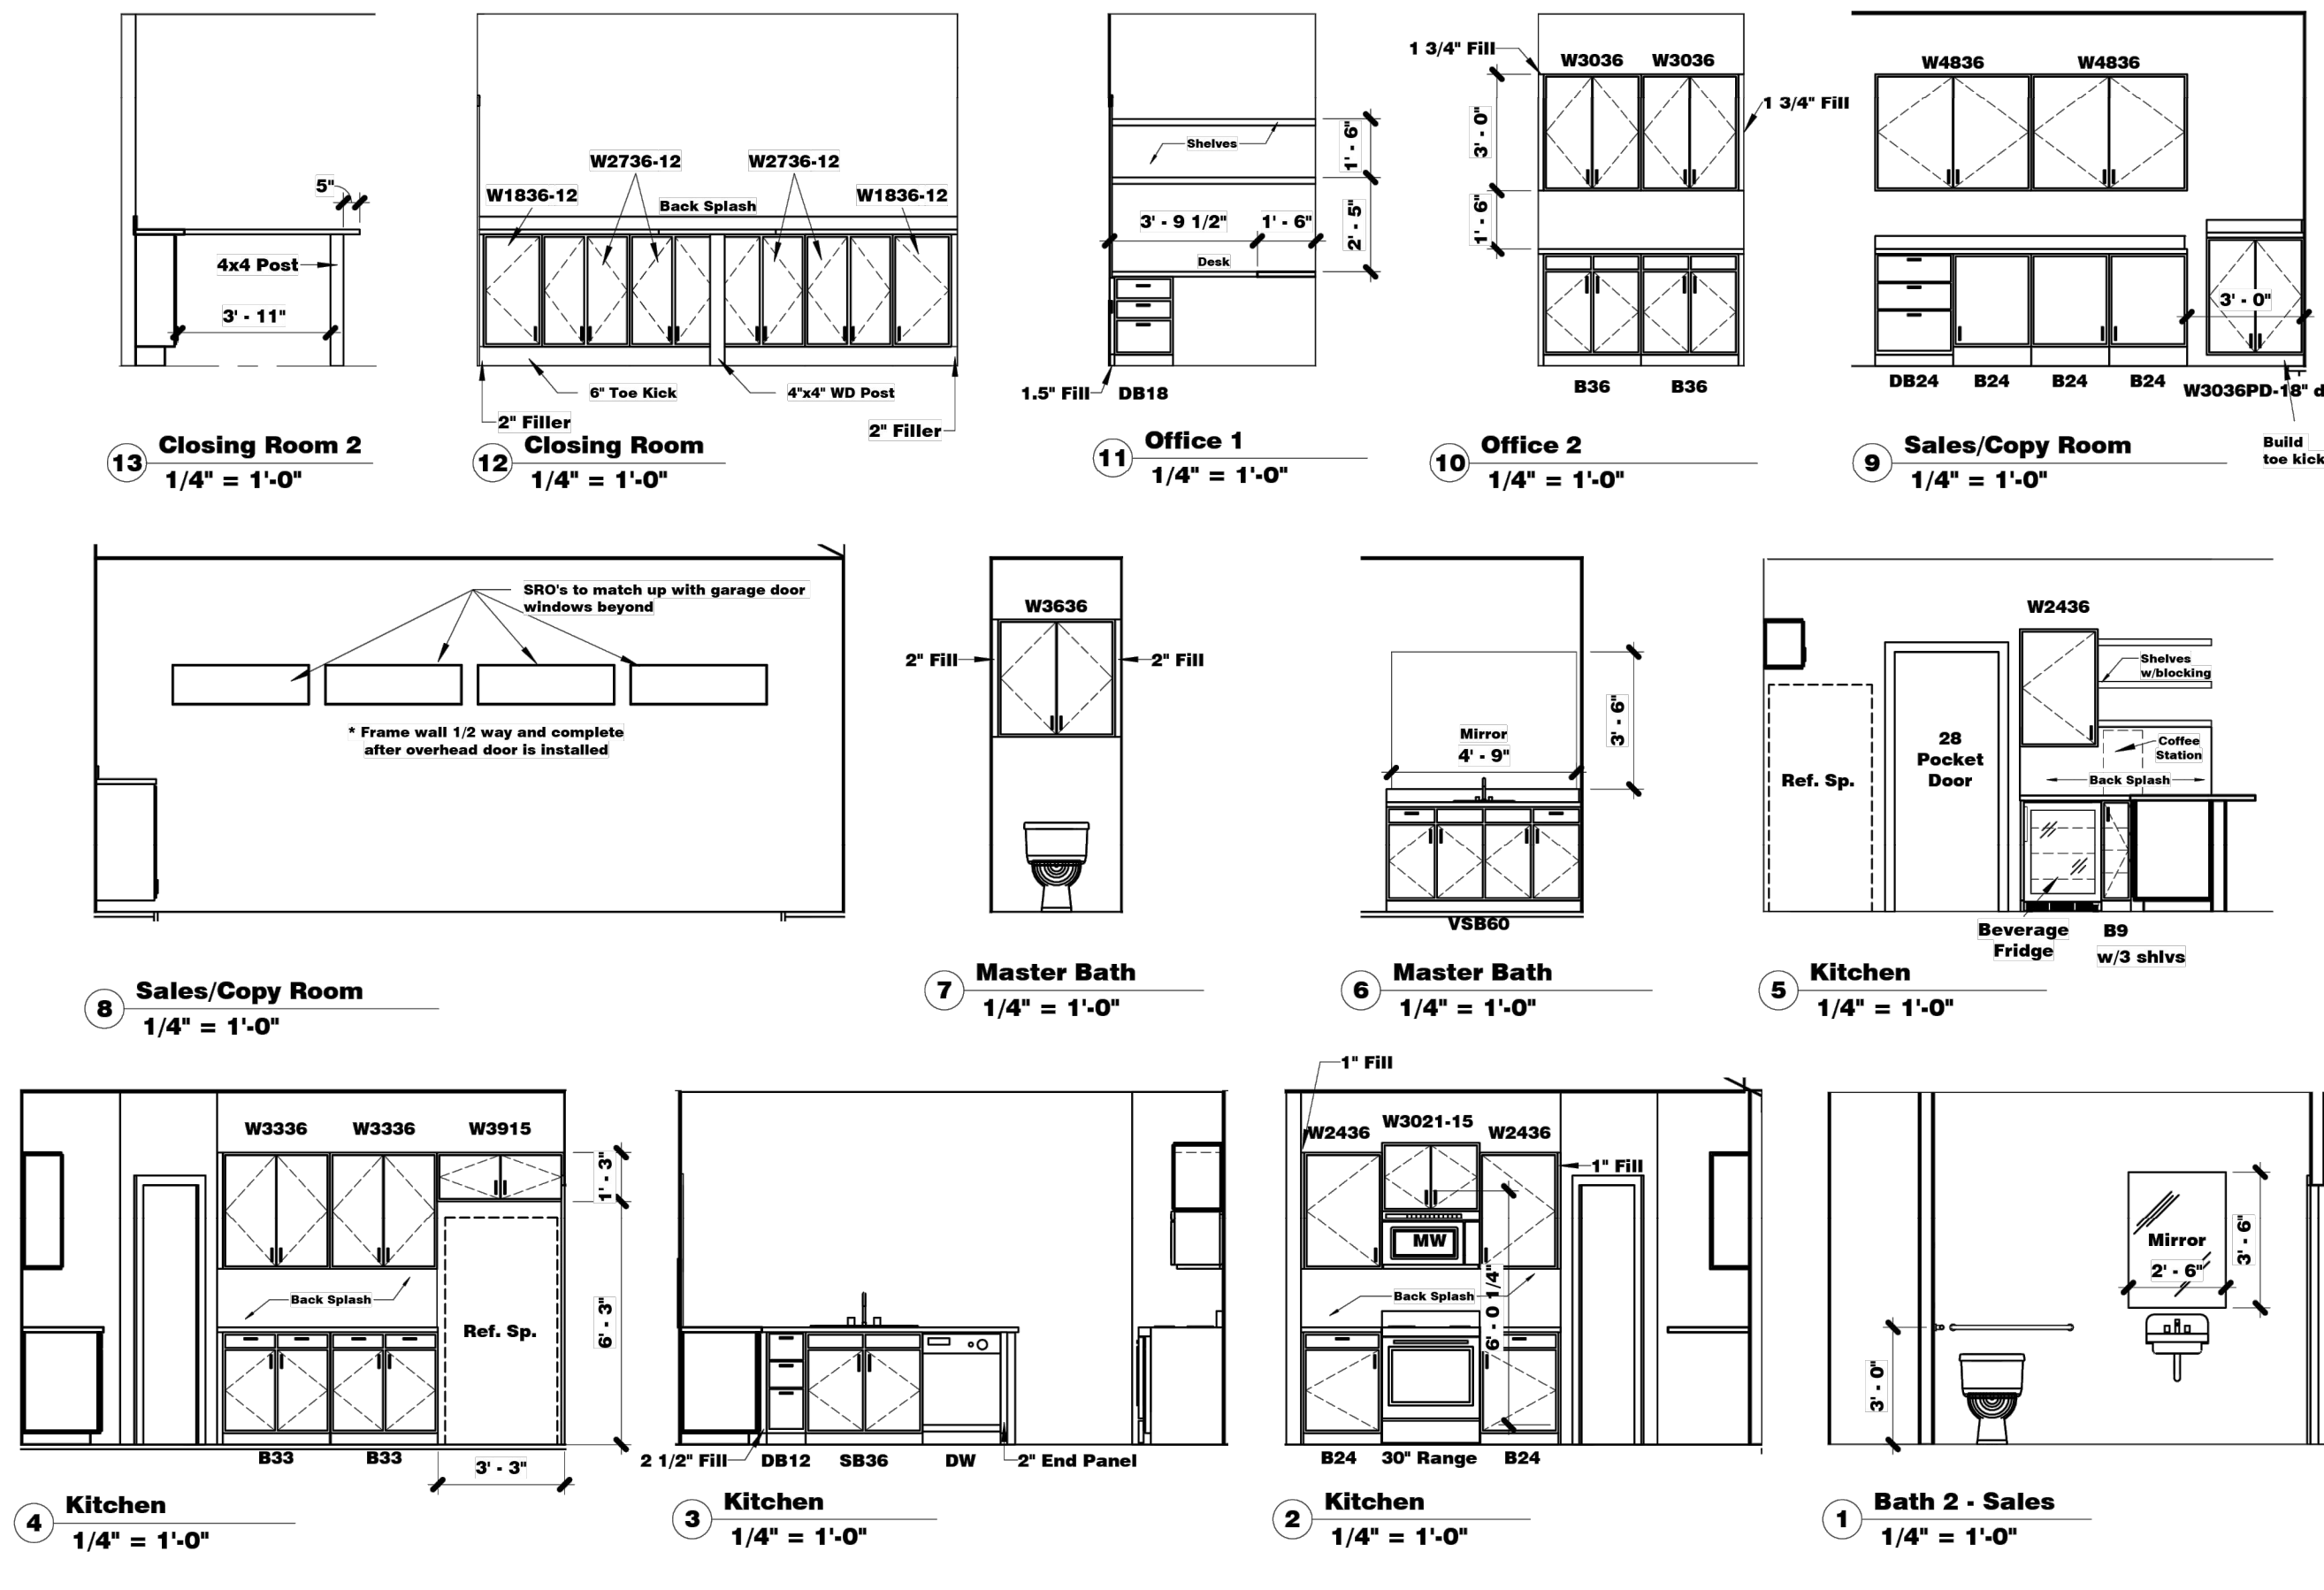 5"
4x4 Post
3' - 11"
13
Closing Room 2
1/4" = 1'-0"
W2736-12
W2736-12
W1836-12
W1836-12
Back Splash
6" Toe Kick
4"x4" WD Post
2" Filler
2" Filler
12
Closing Room
1/4" = 1'-0"
Shelves
1' - 6"
3' - 9 1/2"
1' - 6"
2' - 5"
Desk
1.5" Fill
DB18
11
Office 1
1/4" = 1'-0"
1 3/4" Fill
W3036
W3036
1 3/4" Fill
3' - 0"
1' - 6"
B36
B36
10
Office 2
1/4" = 1'-0"
W4836
W4836
3' - 0"
DB24
B24
B24
B24
W3036PD-18" d
Build
toe kick
9
Sales/Copy Room
1/4" = 1'-0"
SRO's to match up with garage door
windows beyond
* Frame wall 1/2 way and complete
after overhead door is installed
8
Sales/Copy Room
1/4" = 1'-0"
W3636
2" Fill
2" Fill
7
Master Bath
1/4" = 1'-0"
Mirror
4' - 9"
3' - 6"
VSB60
6
Master Bath
1/4" = 1'-0"
W2436
Shelves
w/blocking
28
Pocket
Door
Ref. Sp.
Coffee
Station
Back Splash
Beverage
Fridge
B9
w/3 shlvs
5
Kitchen
1/4" = 1'-0"
W3336
W3336
W3915
1' - 3"
Back Splash
Ref. Sp.
6' - 3"
B33
B33
3' - 3"
4
Kitchen
1/4" = 1'-0"
2 1/2" Fill
DB12
SB36
DW
2" End Panel
3
Kitchen
1/4" = 1'-0"
1" Fill
W2436
W3021-15
W2436
1" Fill
MW
Back Splash
6' - 0 1/4"
B24
30" Range
B24
2
Kitchen
1/4" = 1'-0"
Mirror
2' - 6"
3' - 6"
3' - 0"
1
Bath 2 - Sales
1/4" = 1'-0"